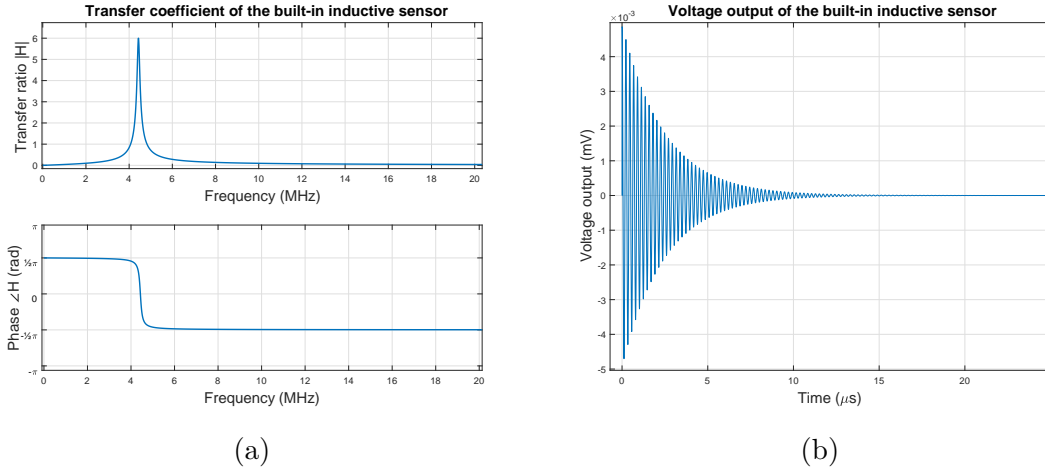 Transfer coefficient of the built-in inductive sensor
Transfer ratio |H|
6
5
4
3
2
1
0
0 2 4 6 8 10 12 14 16 18 20
Frequency (MHz)
Phase ∠H (rad)
π
½π
0
-½π
-π
0 2 4 6 8 10 12 14 16 18 20
Frequency (MHz)
(a)
Voltage output of the built-in inductive sensor
×10⁻³
Voltage output (mV)
4
3
2
1
0
-1
-2
-3
-4
-5
0 5 10 15 20
Time (μs)
(b)